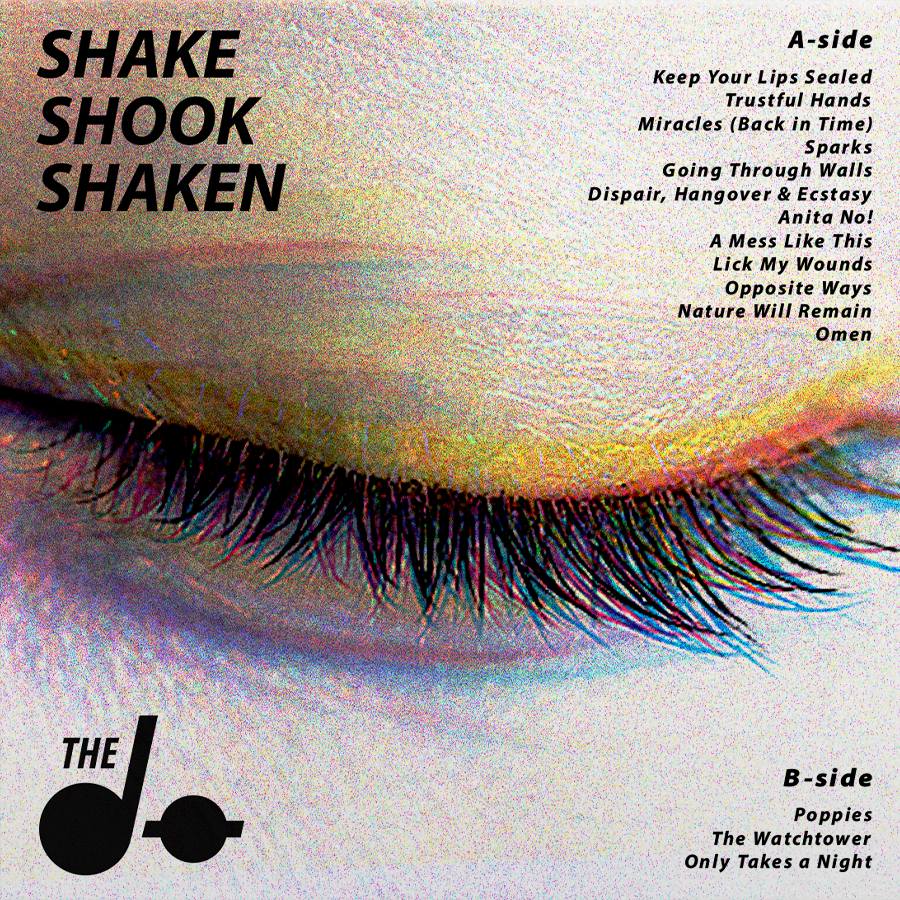 SHAKE
SHOOK
SHAKEN
A-side
Keep Your Lips Sealed
Trustful Hands
Miracles (Back in Time)
Sparks
Going Through Walls
Dispair, Hangover & Ecstasy
Anita No!
A Mess Like This
Lick My Wounds
Opposite Ways
Nature Will Remain
Omen
THE
dø
B-side
Poppies
The Watchtower
Only Takes a Night